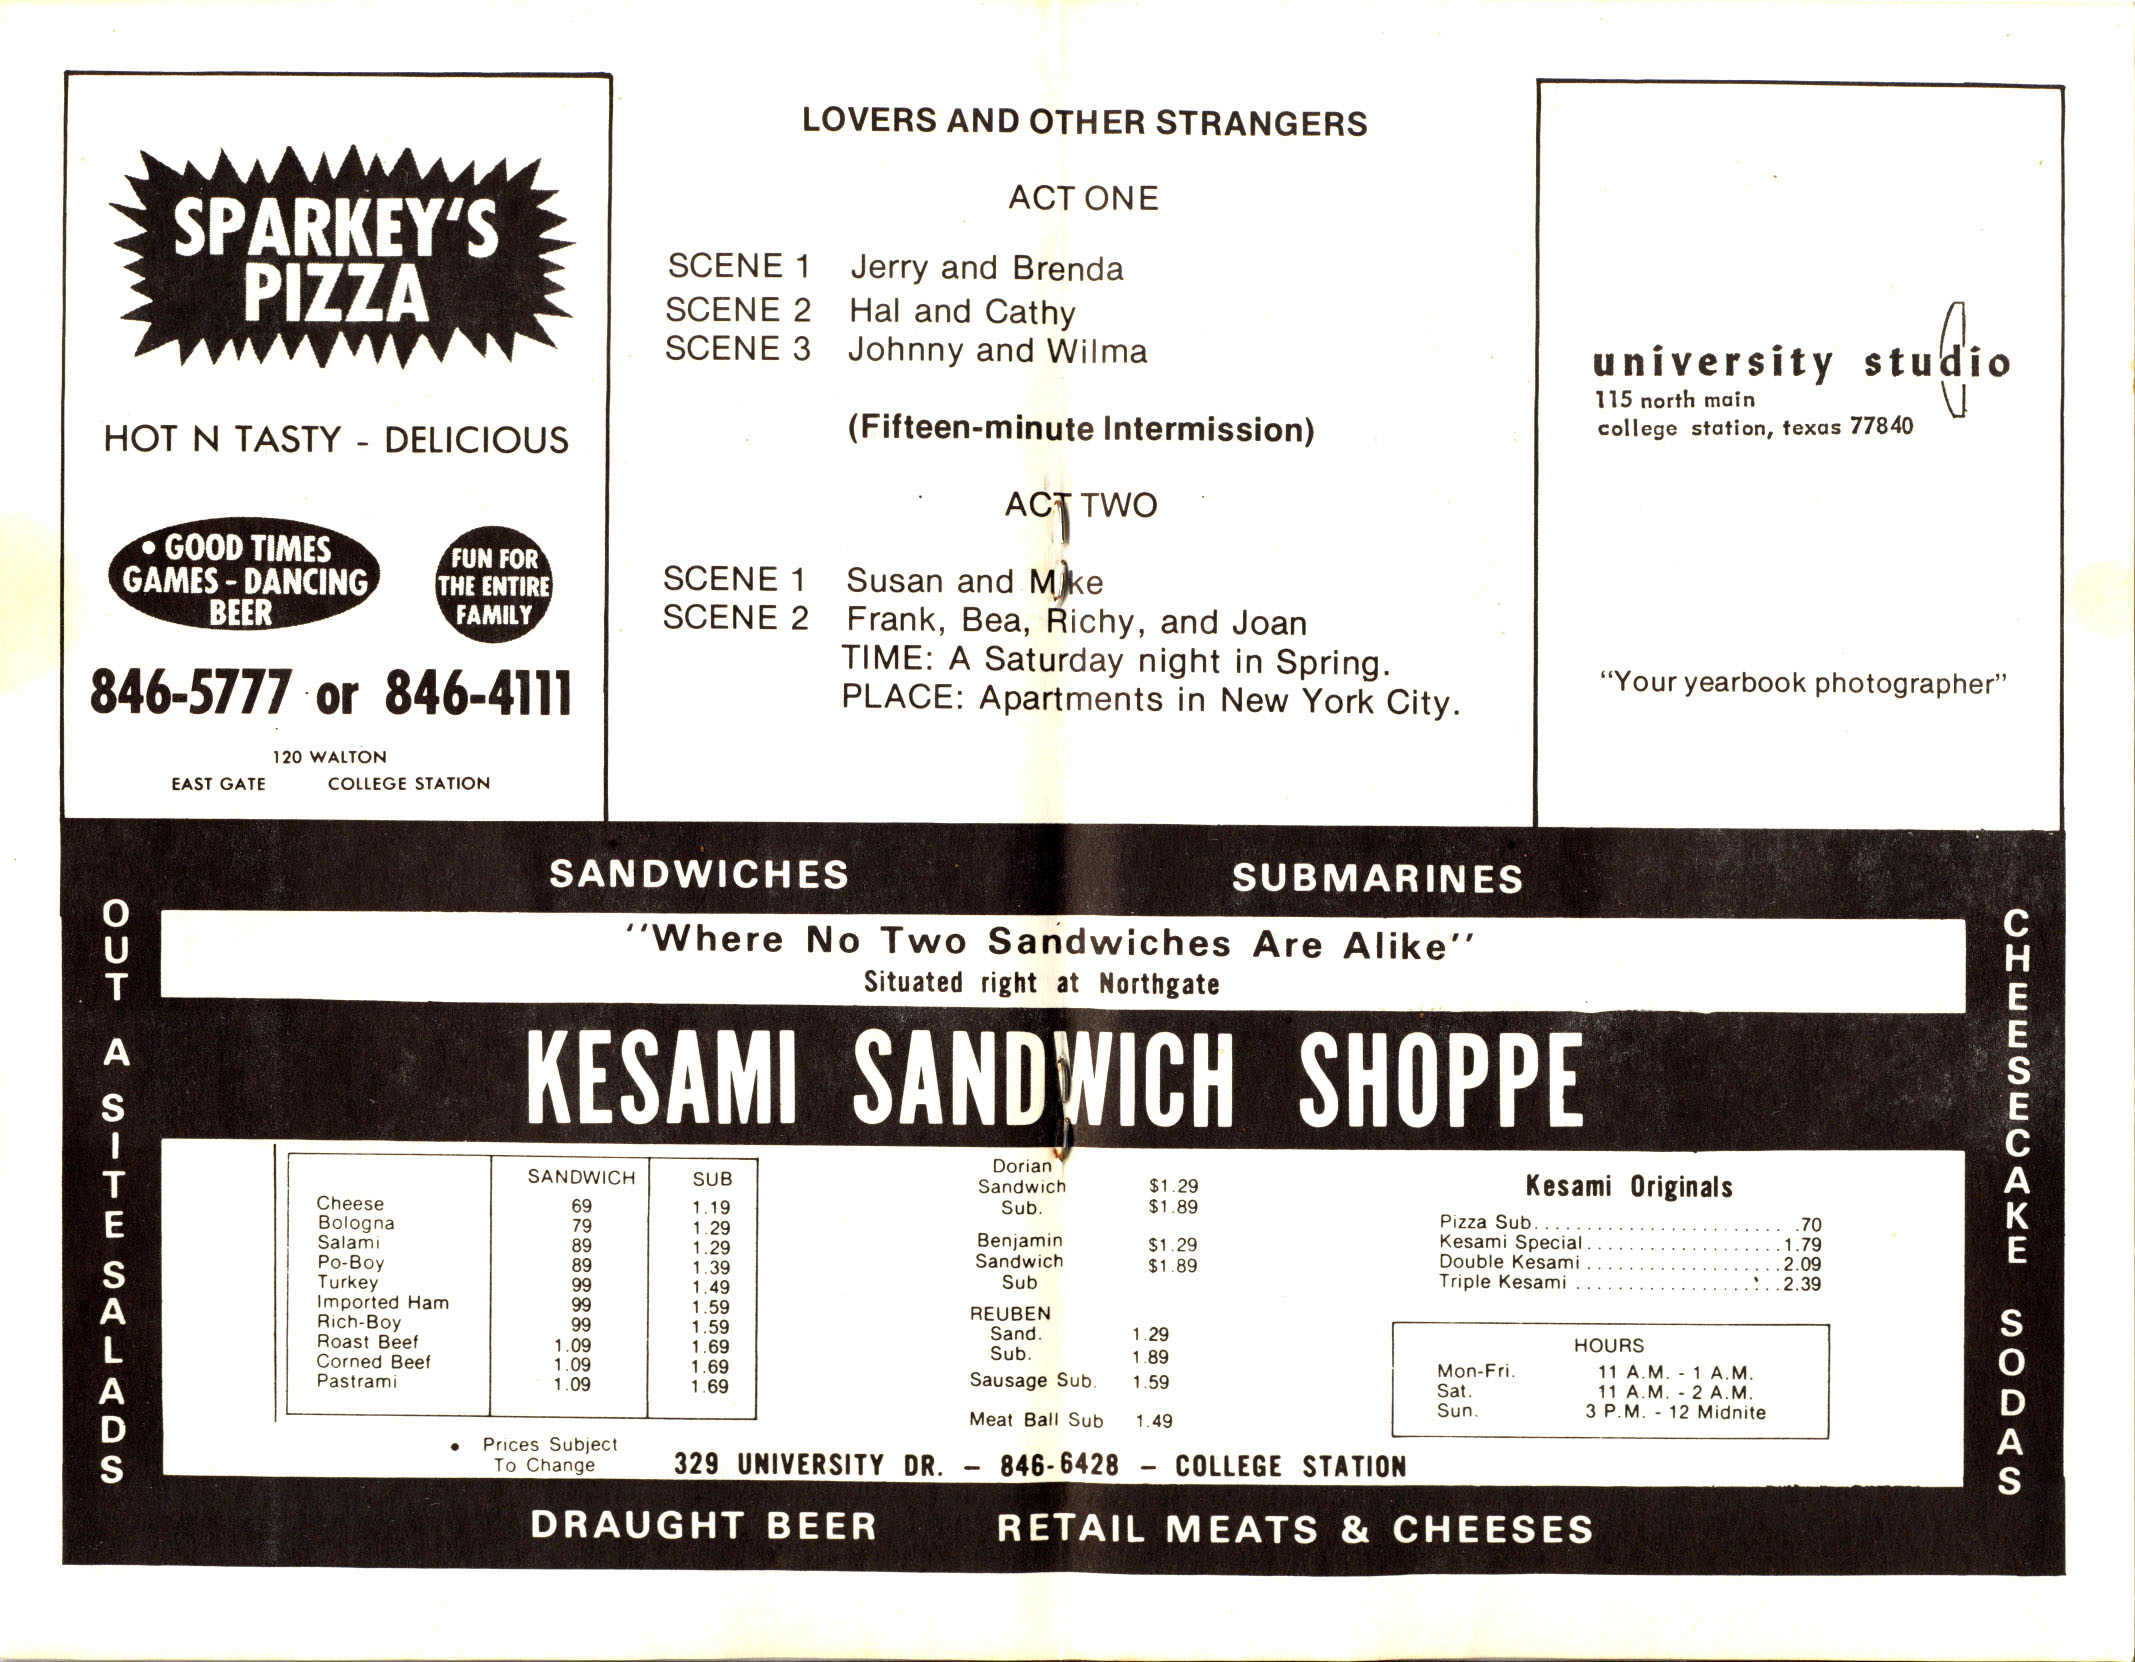 SPARKEY'S
PIZZA
HOT N TASTY - DELICIOUS
• GOOD TIMES
GAMES - DANCING
BEER
FUN FOR
THE ENTIRE
FAMILY
846-5777 or 846-4111
120 WALTON
EAST GATE COLLEGE STATION
LOVERS AND OTHER STRANGERS
ACT ONE
SCENE 1 Jerry and Brenda
SCENE 2 Hal and Cathy
SCENE 3 Johnny and Wilma
(Fifteen-minute Intermission)
ACT TWO
SCENE 1 Susan and Mike
SCENE 2 Frank, Bea, Richy, and Joan
TIME: A Saturday night in Spring.
PLACE: Apartments in New York City.
university studio
115 north main
college station, texas 77840
"Your yearbook photographer"
SANDWICHES SUBMARINES
OUT A SITE SALADS
"Where No Two Sandwiches Are Alike"
Situated right at Northgate
KESAMI SANDWICH SHOPPE
SANDWICH SUB
Cheese 69 1.19
Bologna 79 1.29
Salami 89 1.29
Po-Boy 89 1.39
Turkey 99 1.49
Imported Ham 99 1.59
Rich-Boy 99 1.59
Roast Beef 1.09 1.69
Corned Beef 1.09 1.69
Pastrami 1.09 1.69
• Prices Subject
To Change
Dorian
Sandwich $1.29
Sub. $1.89
Benjamin $1.29
Sandwich $1.89
Sub
REUBEN
Sand. 1.29
Sub. 1.89
Sausage Sub. 1.59
Meat Ball Sub 1.49
Kesami Originals
Pizza Sub........................ .70
Kesami Special...................1.79
Double Kesami...................2.09
Triple Kesami....................2.39
HOURS
Mon-Fri. 11 A.M. - 1 A.M.
Sat. 11 A.M. - 2 A.M.
Sun. 3 P.M. - 12 Midnite
329 UNIVERSITY DR. – 846-6428 – COLLEGE STATION
CHEESECAKE SODAS
DRAUGHT BEER RETAIL MEATS & CHEESES